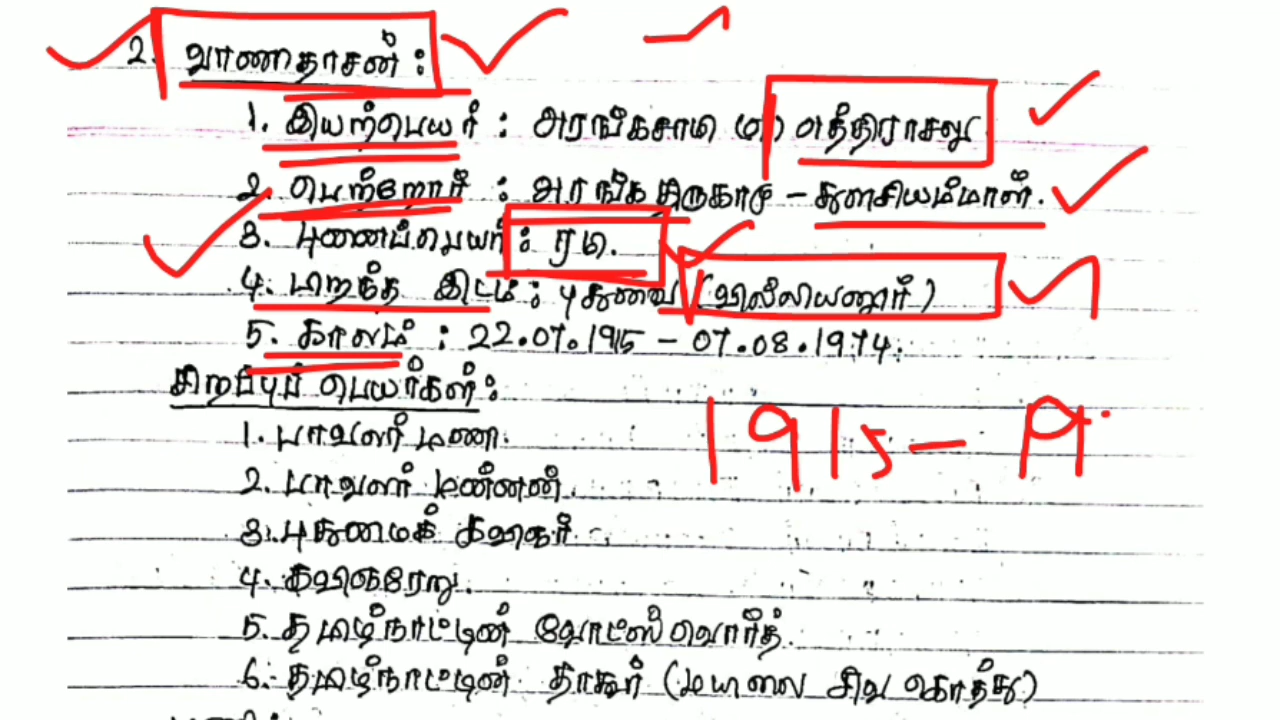 2. வாணிதாசன் :
1. இயற்பெயர் : அரங்கசாமி (எ) எத்திராசலு
2. பெற்றோர் : அரங்க திருகாமு - துளசியம்மாள்.
3. புனைப்பெயர் : ரமி.
4. பிறந்த இடம் : புதுவை (வில்லியனூர்)
5. காலம் : 22.07.1915 - 07.08.1974.
சிறப்புப் பெயர்கள் :
1915 -
1. பாவலர் மணி.
2. பாவலர் மன்னன்.
3. புதுமைக் கவிஞர்.
4. கவிஞரேறு.
5. தமிழ்நாட்டின் வோர்ட்ஸ்வொர்த்.
6. தமிழ்நாட்டின் தாகூர் (மயிலை சிவ முத்து)